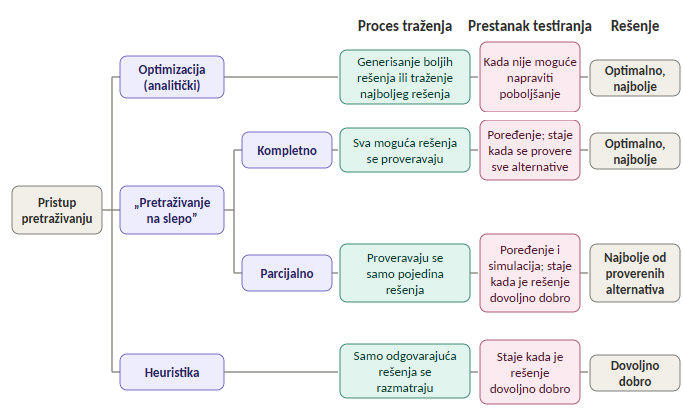 Proces traženja
Prestanak testiranja
Rešenje
Optimizacija
(analitički)
Generisanje boljih
rešenja ili traženje
najboljeg rešenja
Kada nije moguće
napraviti
poboljšanje
Optimalno,
najbolje
Kompletno
Sva moguća rešenja
se proveravaju
Poređenje; staje
kada se provere
sve alternative
Optimalno,
najbolje
Pristup
pretraživanju
„Pretraživanje
na slepo”
Parcijalno
Proveravaju se
samo pojedina
rešenja
Poređenje i
simulacija; staje
kada je rešenje
dovoljno dobro
Najbolje od
proverenih
alternativa
Heuristika
Samo odgovarajuća
rešenja se
razmatraju
Staje kada je
rešenje
dovoljno dobro
Dovoljno
dobro